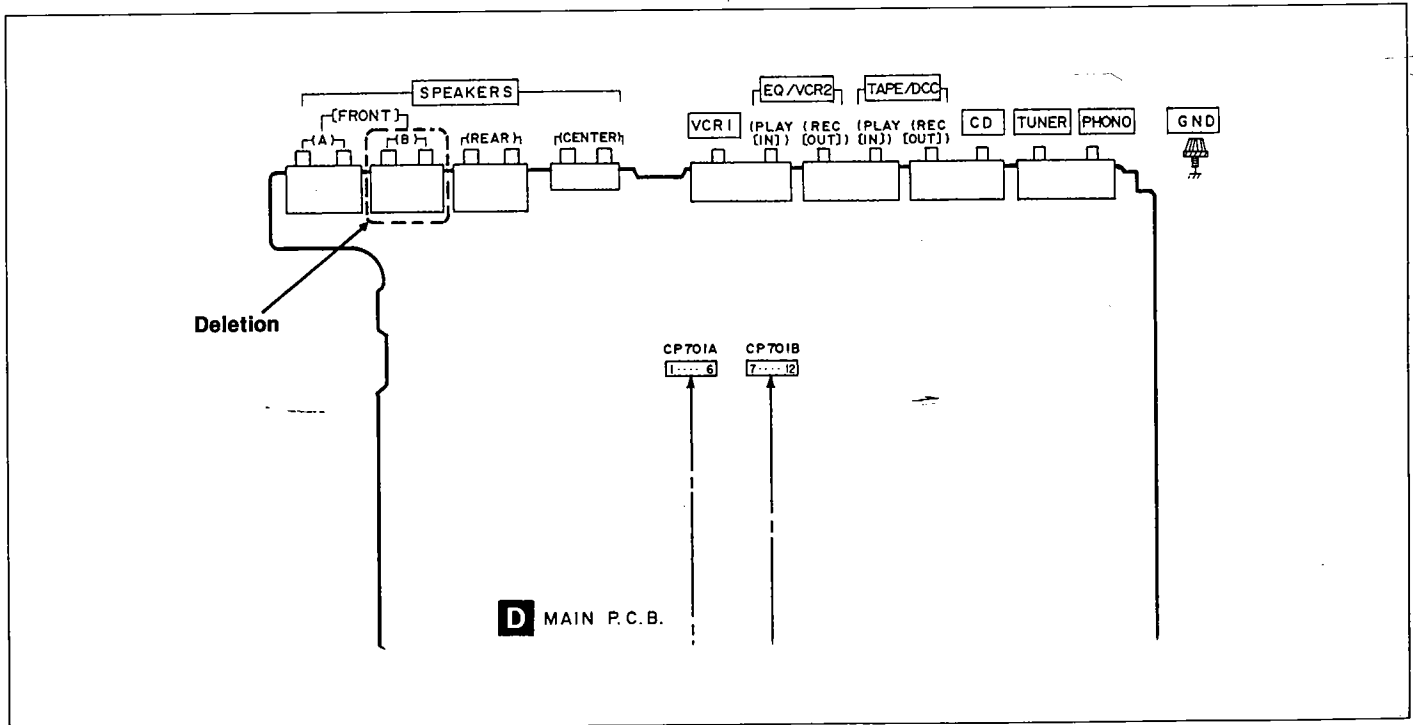 SPEAKERS
(FRONT)
(A)
(B)
(REAR)
(CENTER)
VCR1
EQ/VCR2
(PLAY [IN]) (REC [OUT])
TAPE/DCC
(PLAY [IN]) (REC [OUT])
CD
TUNER
PHONO
GND
Deletion
CP701A
1 ···· 6
CP701B
7 ···· 12
D MAIN P.C.B.